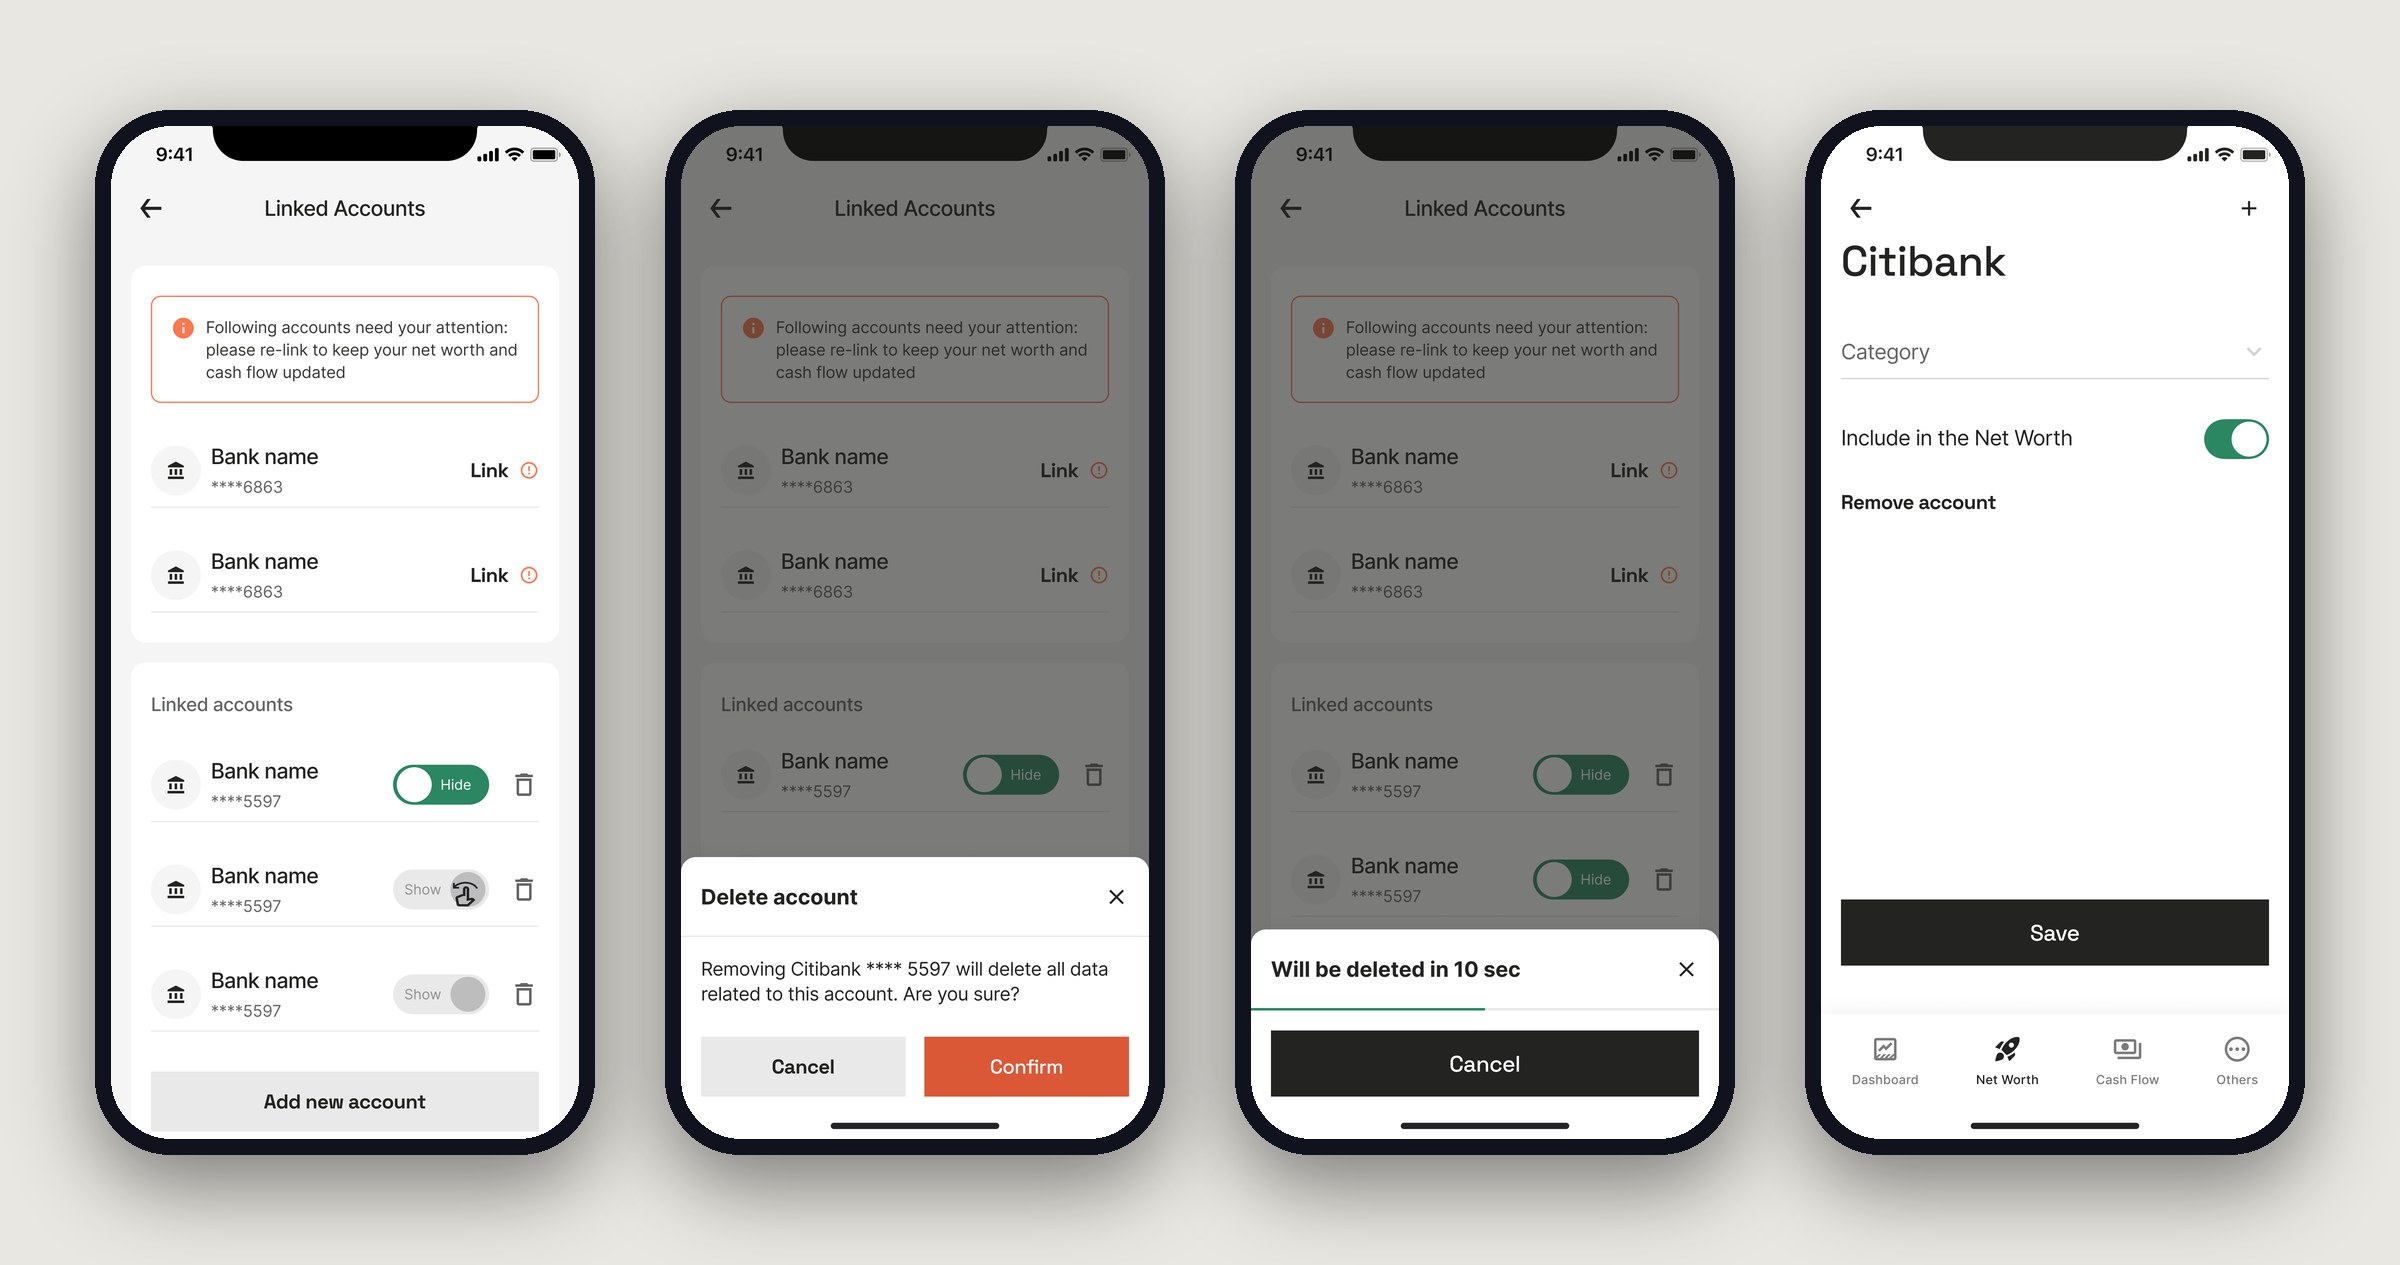 9:41
Linked Accounts
Following accounts need your attention:
please re-link to keep your net worth and
cash flow updated
Bank name
****6863
Link
Bank name
****6863
Link
Linked accounts
Bank name
****5597
Hide
Bank name
****5597
Show
Bank name
****5597
Show
Add new account
9:41
Linked Accounts
Following accounts need your attention:
please re-link to keep your net worth and
cash flow updated
Bank name
****6863
Link
Bank name
****6863
Link
Linked accounts
Bank name
****5597
Hide
Delete account
Removing Citibank **** 5597 will delete all data
related to this account. Are you sure?
Cancel
Confirm
9:41
Linked Accounts
Following accounts need your attention:
please re-link to keep your net worth and
cash flow updated
Bank name
****6863
Link
Bank name
****6863
Link
Linked accounts
Bank name
****5597
Hide
Bank name
****5597
Hide
Will be deleted in 10 sec
Cancel
9:41
Citibank
Category
Include in the Net Worth
Remove account
Save
Dashboard
Net Worth
Cash Flow
Others